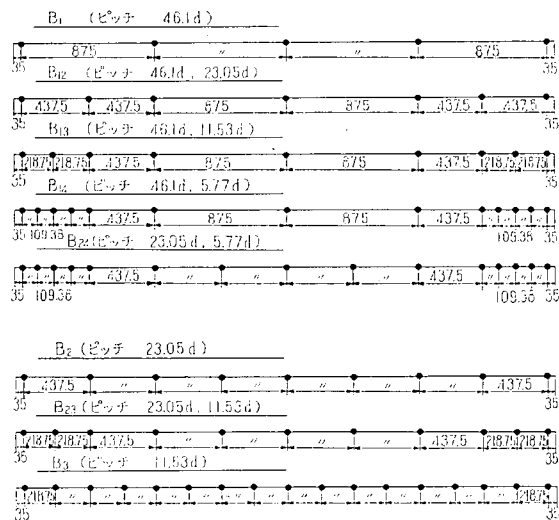 B₁ (ピッチ 46.1d)
35 875 〃 〃 875 35
B₁₂ (ピッチ 46.1d, 23.05d)
35 437.5 437.5 875 875 437.5 437.5 35
B₁₃ (ピッチ 46.1d, 11.53d)
35 218.75 218.75 437.5 875 875 437.5 218.75 218.75 35
B₁₄ (ピッチ 46.1d, 5.77d)
〃 〃 〃 〃 437.5 875 875 437.5 〃 〃 〃 〃
35 109.38 109.38 35
B₂₄ (ピッチ 23.05d, 5.77d)
35 〃 〃 〃 〃 437.5 〃 〃 〃 〃 437.5 〃 〃 〃 〃 35
109.38 109.38
B₂ (ピッチ 23.05d)
35 437.5 〃 〃 〃 〃 〃 〃 437.5 35
B₂₃ (ピッチ 23.05d, 11.53d)
35 218.75 218.75 437.5 〃 〃 〃 〃 437.5 218.75 218.75 35
B₃ (ピッチ 11.53d)
35 218.75 〃 〃 〃 〃 〃 〃 〃 〃 〃 〃 〃 〃 〃 〃 218.75 35